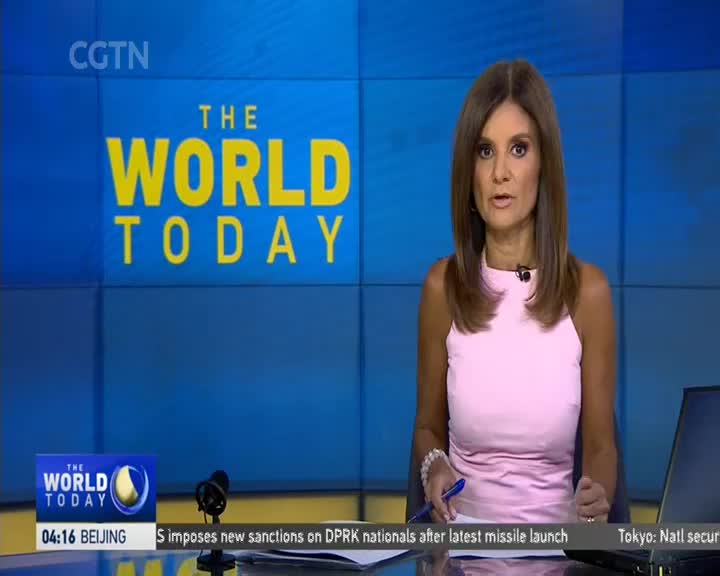 CGTN
THE
WORLD
TODAY
THE
WORLD
TODAY
04:16 BEIJING
S imposes new sanctions on DPRK nationals after latest missile launch
Tokyo: Natl secur